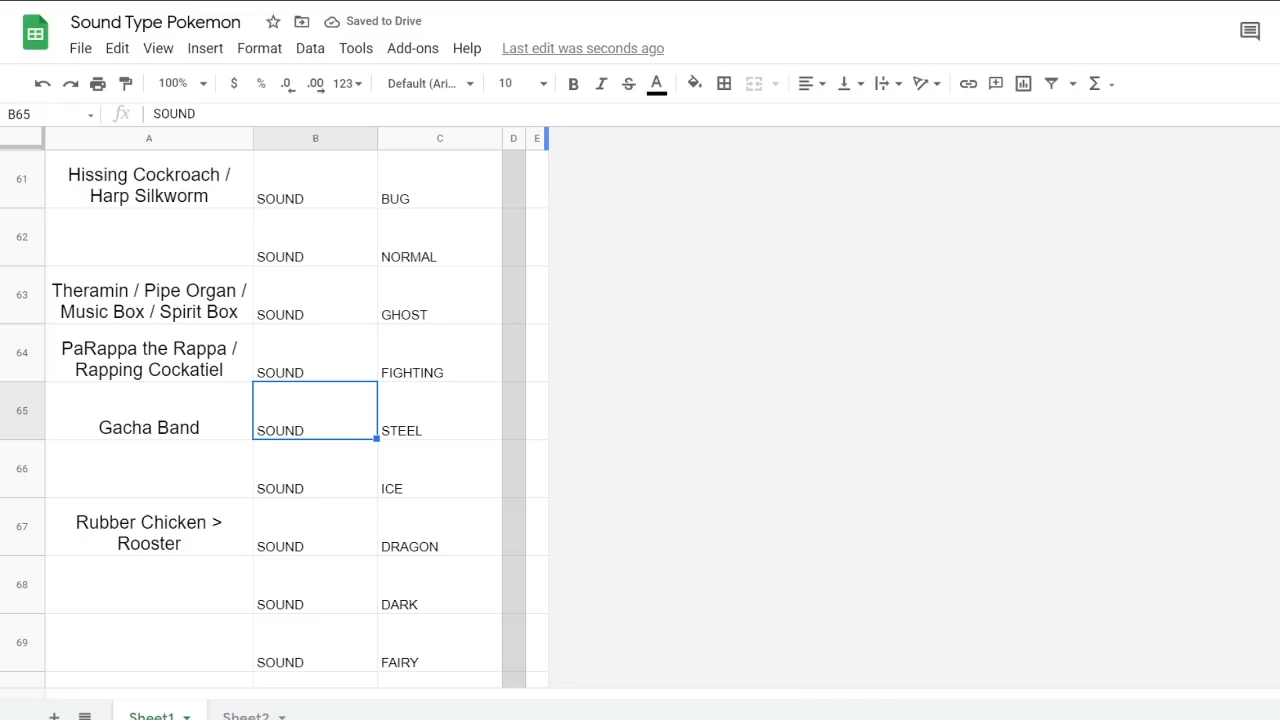 Sound Type Pokemon Saved to Drive
File Edit View Insert Format Data Tools Add-ons Help Last edit was seconds ago
100% $ % .0 .00 123 Default (Ari... 10 B I S A Σ
B65 fx SOUND
A B C D E
61 Hissing Cockroach /
Harp Silkworm SOUND BUG
62 SOUND NORMAL
63 Theramin / Pipe Organ /
Music Box / Spirit Box SOUND GHOST
64 PaRappa the Rappa /
Rapping Cockatiel SOUND FIGHTING
65 Gacha Band SOUND STEEL
66 SOUND ICE
67 Rubber Chicken >
Rooster SOUND DRAGON
68 SOUND DARK
69 SOUND FAIRY
+ Sheet1 Sheet2